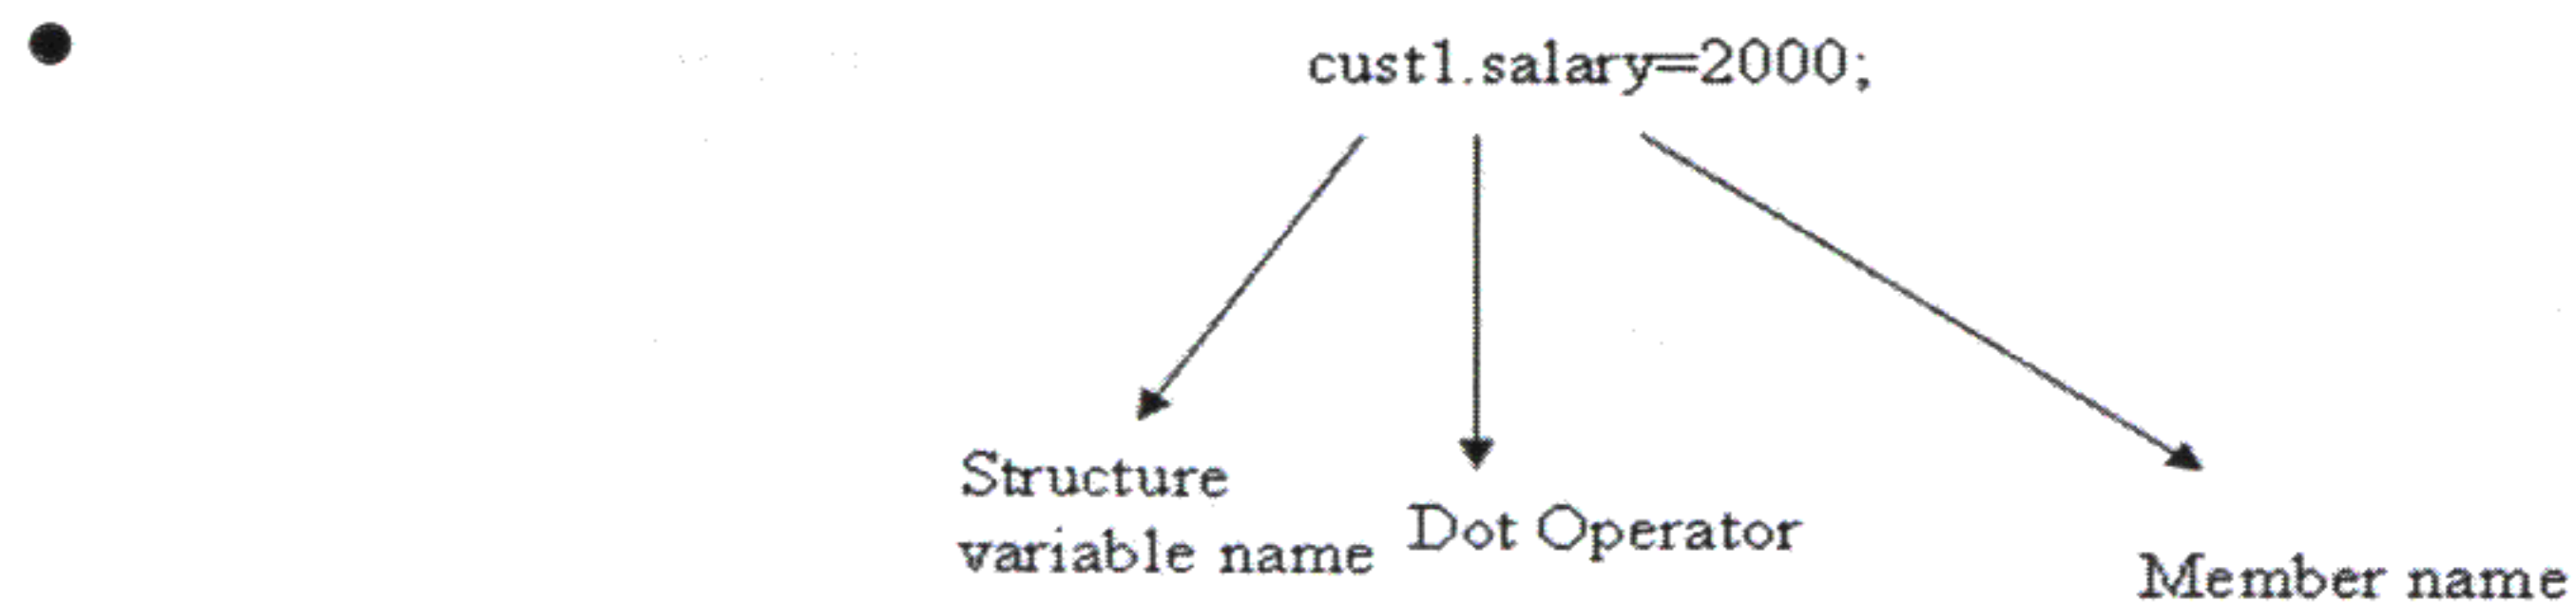 ● cust1.salary=2000;
Structure
variable name
Dot Operator
Member name